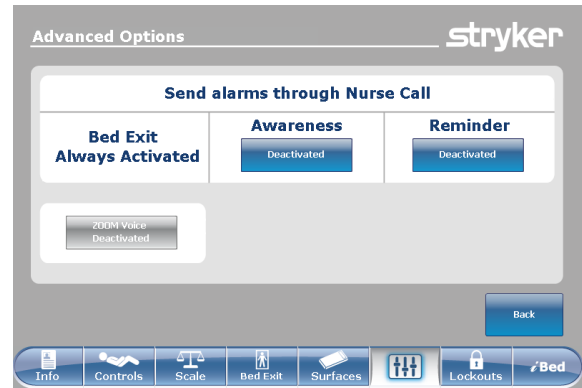 Advanced Options
stryker
Send alarms through Nurse Call
Bed Exit
Always Activated
Awareness
Deactivated
Reminder
Deactivated
ZOOM Voice
Deactivated
Back
Info
Controls
Scale
Bed Exit
Surfaces
Lockouts
iBed